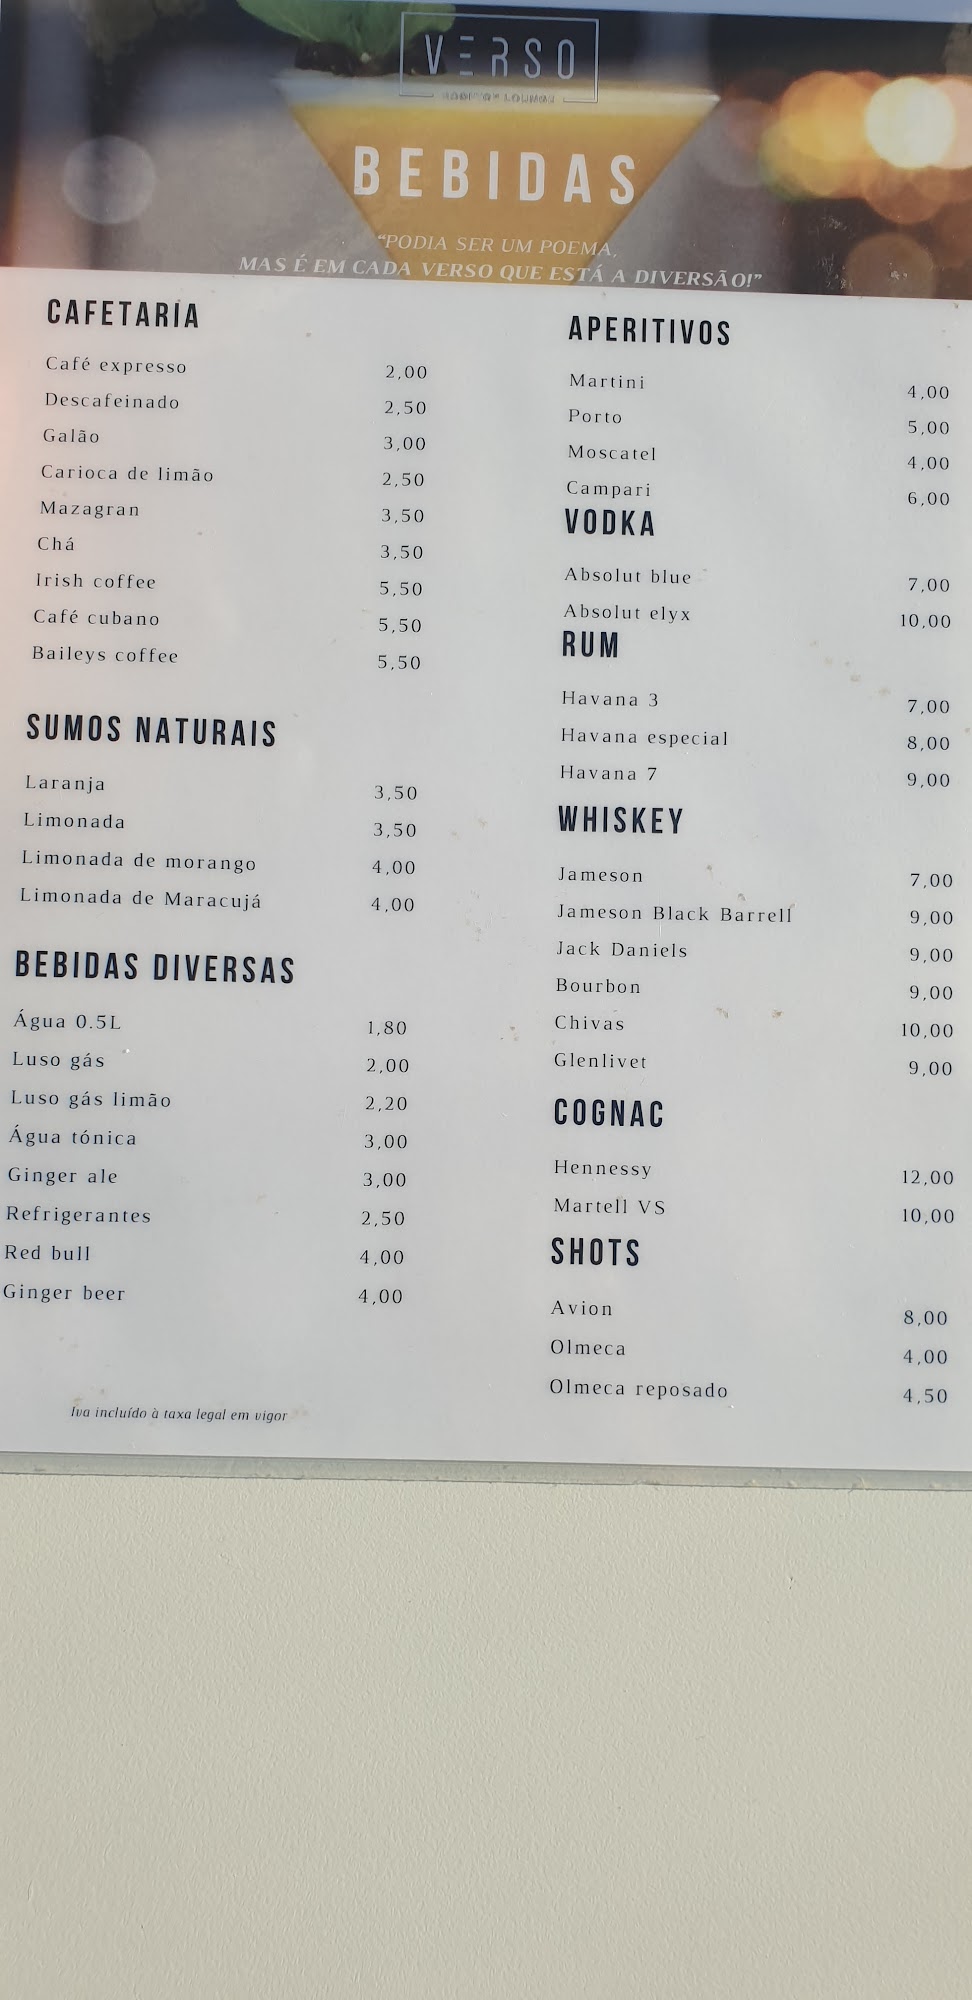 VERSO
ROOFTOP LOUNGE
BEBIDAS
"PODIA SER UM POEMA,
MAS É EM CADA VERSO QUE ESTÁ A DIVERSÃO!"
CAFETARIA
Café expresso 2,00
Descafeinado 2,50
Galão 3,00
Carioca de limão 2,50
Mazagran 3,50
Chá 3,50
Irish coffee 5,50
Café cubano 5,50
Baileys coffee 5,50
SUMOS NATURAIS
Laranja 3,50
Limonada 3,50
Limonada de morango 4,00
Limonada de Maracujá 4,00
BEBIDAS DIVERSAS
Água 0.5L 1,80
Luso gás 2,00
Luso gás limão 2,20
Água tónica 3,00
Ginger ale 3,00
Refrigerantes 2,50
Red bull 4,00
Ginger beer 4,00
Iva incluído à taxa legal em vigor
APERITIVOS
Martini 4,00
Porto 5,00
Moscatel 4,00
Campari 6,00
VODKA
Absolut blue 7,00
Absolut elyx 10,00
RUM
Havana 3 7,00
Havana especial 8,00
Havana 7 9,00
WHISKEY
Jameson 7,00
Jameson Black Barrell 9,00
Jack Daniels 9,00
Bourbon 9,00
Chivas 10,00
Glenlivet 9,00
COGNAC
Hennessy 12,00
Martell VS 10,00
SHOTS
Avion 8,00
Olmeca 4,00
Olmeca reposado 4,50